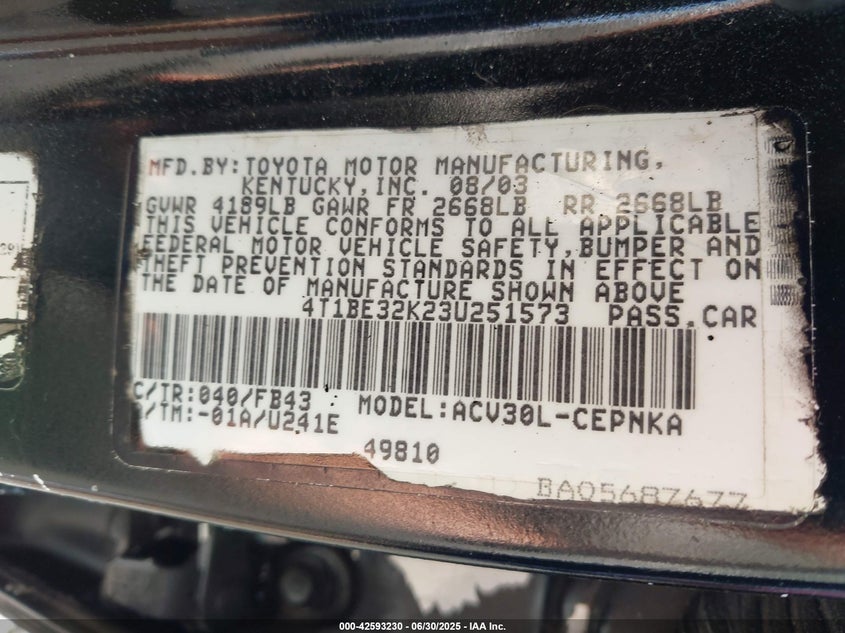 MFD.BY:TOYOTA MOTOR MANUFACTURING,
KENTUCKY,INC. 08/03
GVWR 4189LB GAWR FR 2668LB RR 2668LB
THIS VEHICLE CONFORMS TO ALL APPLICABLE
FEDERAL MOTOR VEHICLE SAFETY,BUMPER AND
THEFT PREVENTION STANDARDS IN EFFECT ON
THE DATE OF MANUFACTURE SHOWN ABOVE
4T1BE32K23U251573 PASS.CAR
C/TR:040/FB43 MODEL:ACV30L-CEPNKA
/TM:-01A/U241E
49810
BA05687677
000-42593230 - 06/30/2025 - IAA Inc.